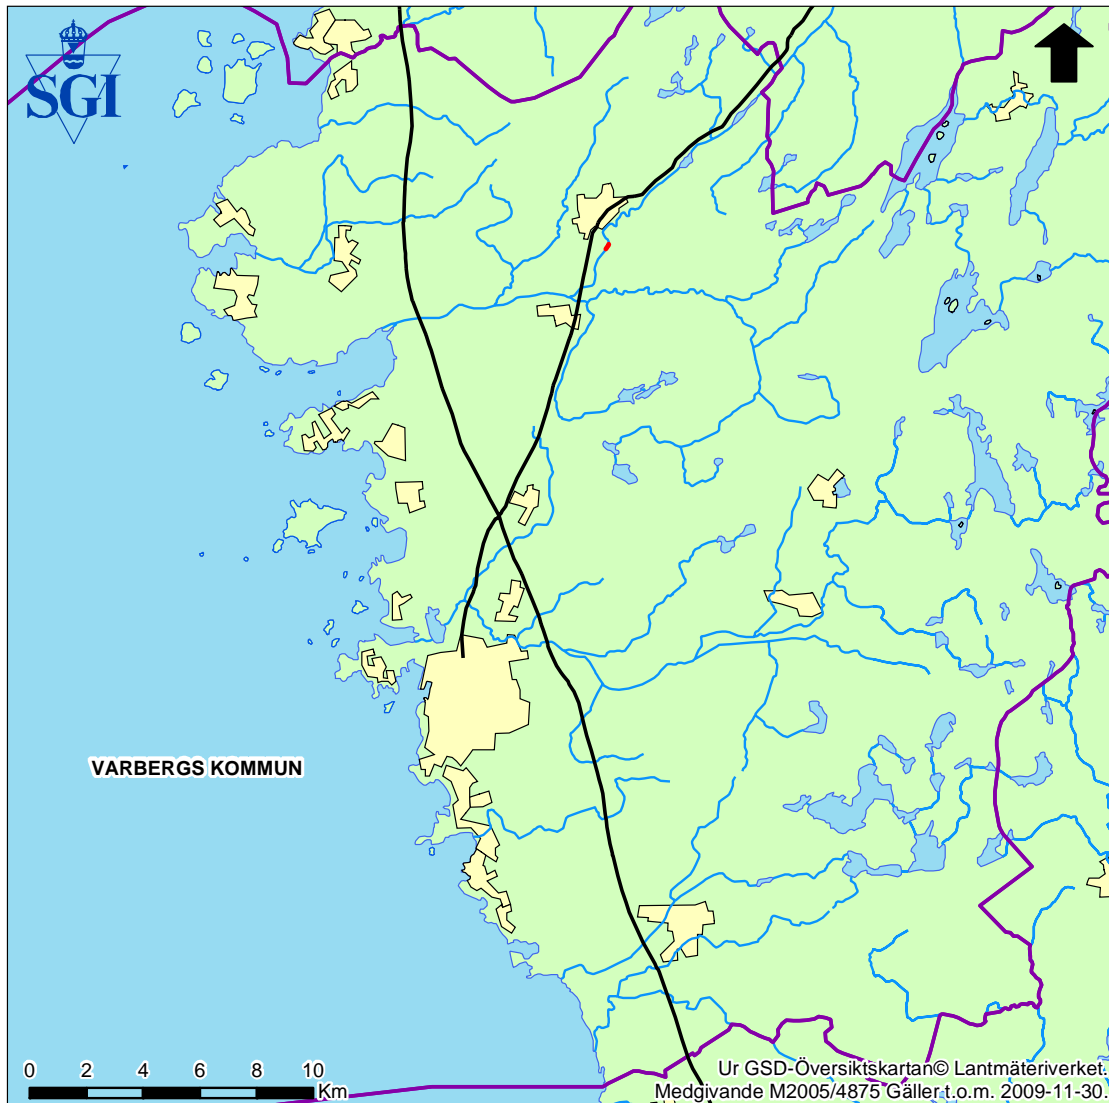 SGI
VARBERGS KOMMUN
0 2 4 6 8 10
Km
Ur GSD-Översiktskartan© Lantmäteriverket.
Medgivande M2005/4875 Gäller t.o.m. 2009-11-30.